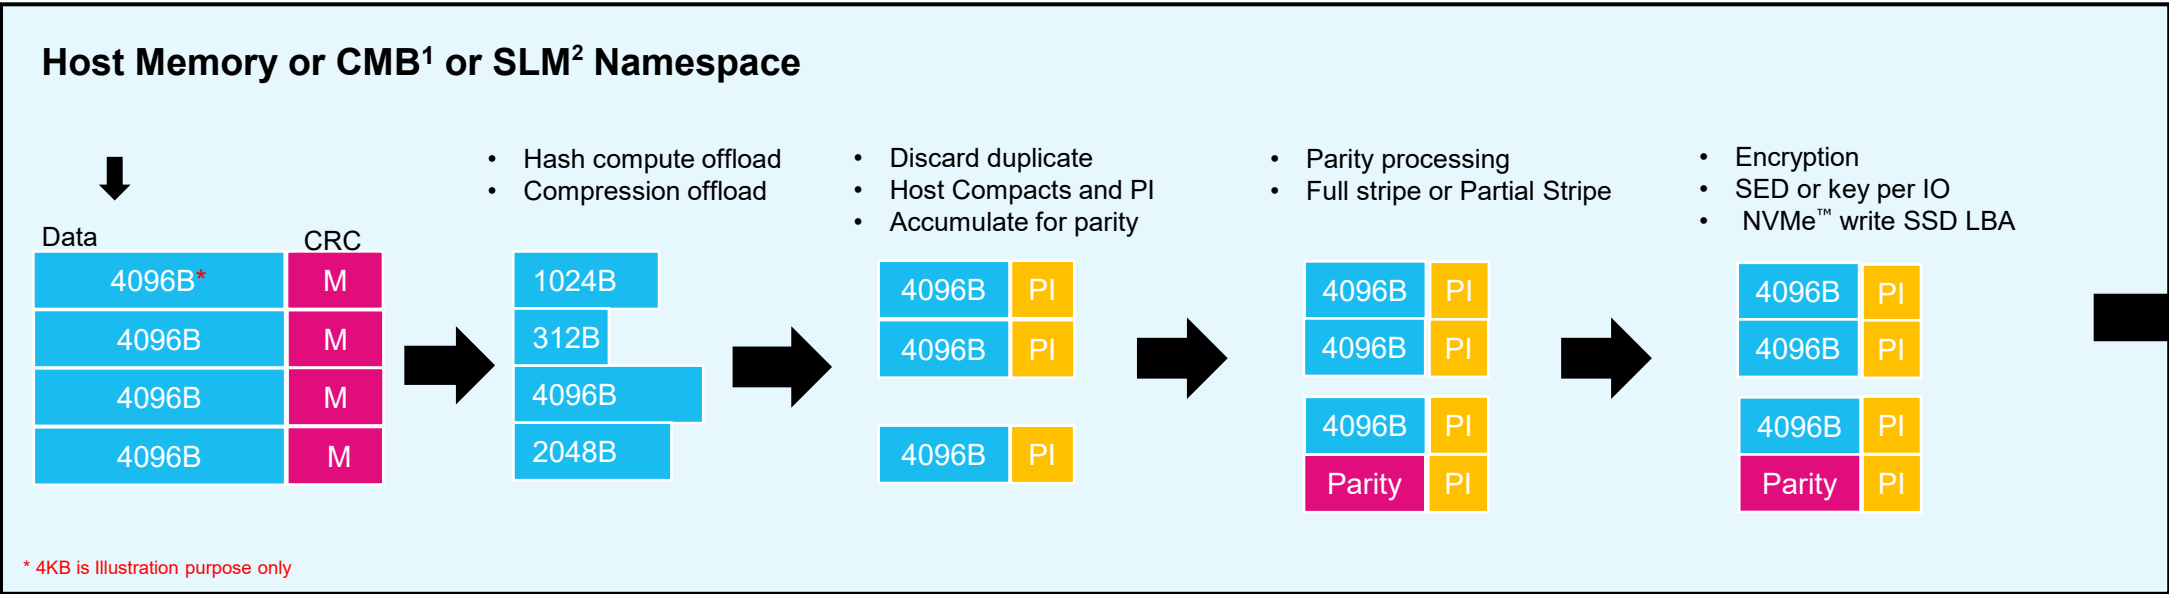 Host Memory or CMB¹ or SLM² Namespace
• Hash compute offload
• Compression offload
• Discard duplicate
• Host Compacts and PI
• Accumulate for parity
• Parity processing
• Full stripe or Partial Stripe
• Encryption
• SED or key per IO
• NVMe™ write SSD LBA
Data
CRC
4096B*
M
4096B
M
4096B
M
4096B
M
1024B
312B
4096B
2048B
4096B PI
4096B PI
4096B PI
4096B PI
4096B PI
4096B PI
Parity PI
4096B PI
4096B PI
4096B PI
Parity PI
* 4KB is Illustration purpose only